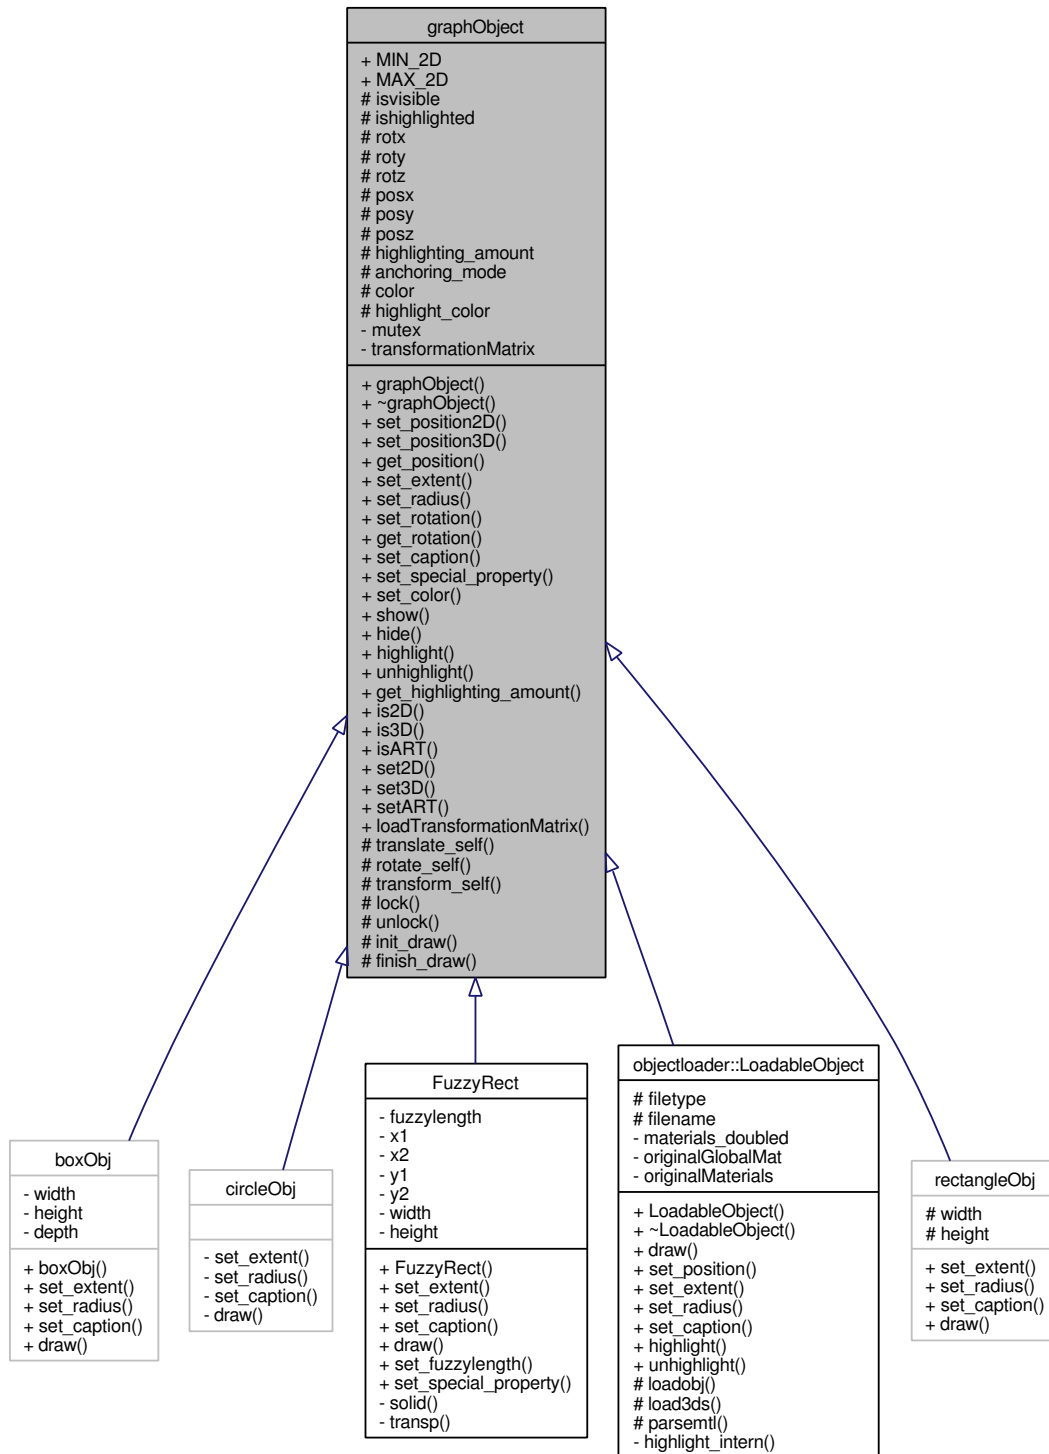 graphObject
+ MIN_2D
+ MAX_2D
# isvisible
# ishighlighted
# rotx
# roty
# rotz
# posx
# posy
# posz
# highlighting_amount
# anchoring_mode
# color
# highlight_color
- mutex
- transformationMatrix
+ graphObject()
+ ~graphObject()
+ set_position2D()
+ set_position3D()
+ get_position()
+ set_extent()
+ set_radius()
+ set_rotation()
+ get_rotation()
+ set_caption()
+ set_special_property()
+ set_color()
+ show()
+ hide()
+ highlight()
+ unhighlight()
+ get_highlighting_amount()
+ is2D()
+ is3D()
+ isART()
+ set2D()
+ set3D()
+ setART()
+ loadTransformationMatrix()
# translate_self()
# rotate_self()
# transform_self()
# lock()
# unlock()
# init_draw()
# finish_draw()
boxObj
- width
- height
- depth
+ boxObj()
+ set_extent()
+ set_radius()
+ set_caption()
+ draw()
circleObj
- set_extent()
- set_radius()
- set_caption()
- draw()
FuzzyRect
- fuzzylength
- x1
- x2
- y1
- y2
- width
- height
+ FuzzyRect()
+ set_extent()
+ set_radius()
+ set_caption()
+ draw()
+ set_fuzzylength()
+ set_special_property()
- solid()
- transp()
objectloader::LoadableObject
# filetype
# filename
- materials_doubled
- originalGlobalMat
- originalMaterials
+ LoadableObject()
+ ~LoadableObject()
+ draw()
+ set_position()
+ set_extent()
+ set_radius()
+ set_caption()
+ highlight()
+ unhighlight()
# loadobj()
# load3ds()
# parsemtl()
- highlight_intern()
rectangleObj
# width
# height
+ set_extent()
+ set_radius()
+ set_caption()
+ draw()